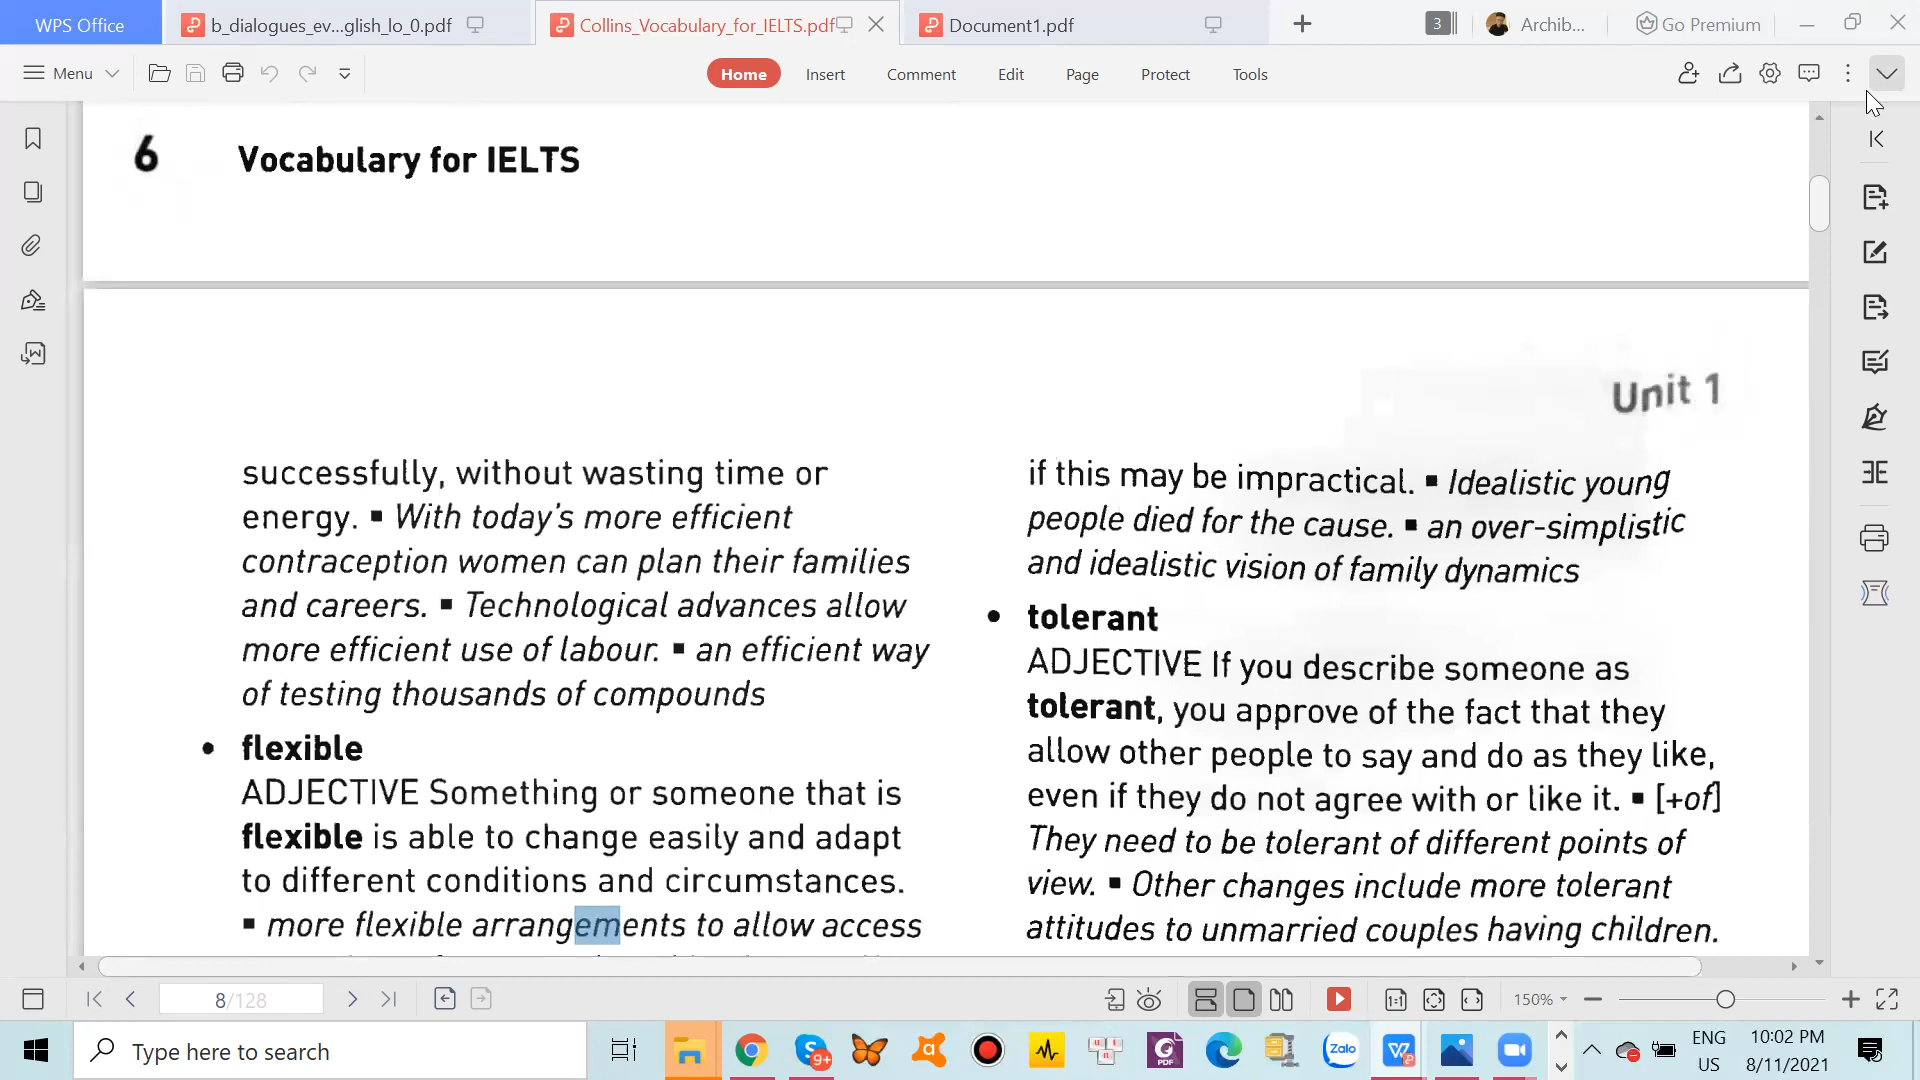 WPS Office
b_dialogues_ev...glish_lo_0.pdf
Collins_Vocabulary_for_IELTS.pdf
Document1.pdf
3
Archib...
Go Premium
Menu
Home
Insert
Comment
Edit
Page
Protect
Tools
6 Vocabulary for IELTS
Unit 1
successfully, without wasting time or
energy. ▪ With today's more efficient
contraception women can plan their families
and careers. ▪ Technological advances allow
more efficient use of labour. ▪ an efficient way
of testing thousands of compounds
• flexible
ADJECTIVE Something or someone that is
flexible is able to change easily and adapt
to different conditions and circumstances.
▪ more flexible arrangements to allow access
if this may be impractical. ▪ Idealistic young
people died for the cause. ▪ an over-simplistic
and idealistic vision of family dynamics
• tolerant
ADJECTIVE If you describe someone as
tolerant, you approve of the fact that they
allow other people to say and do as they like,
even if they do not agree with or like it. ▪ [+of]
They need to be tolerant of different points of
view. ▪ Other changes include more tolerant
attitudes to unmarried couples having children.
8/128
1:1
150%
Type here to search
9+
PDF
Zalo
ENG
US
10:02 PM
8/11/2021